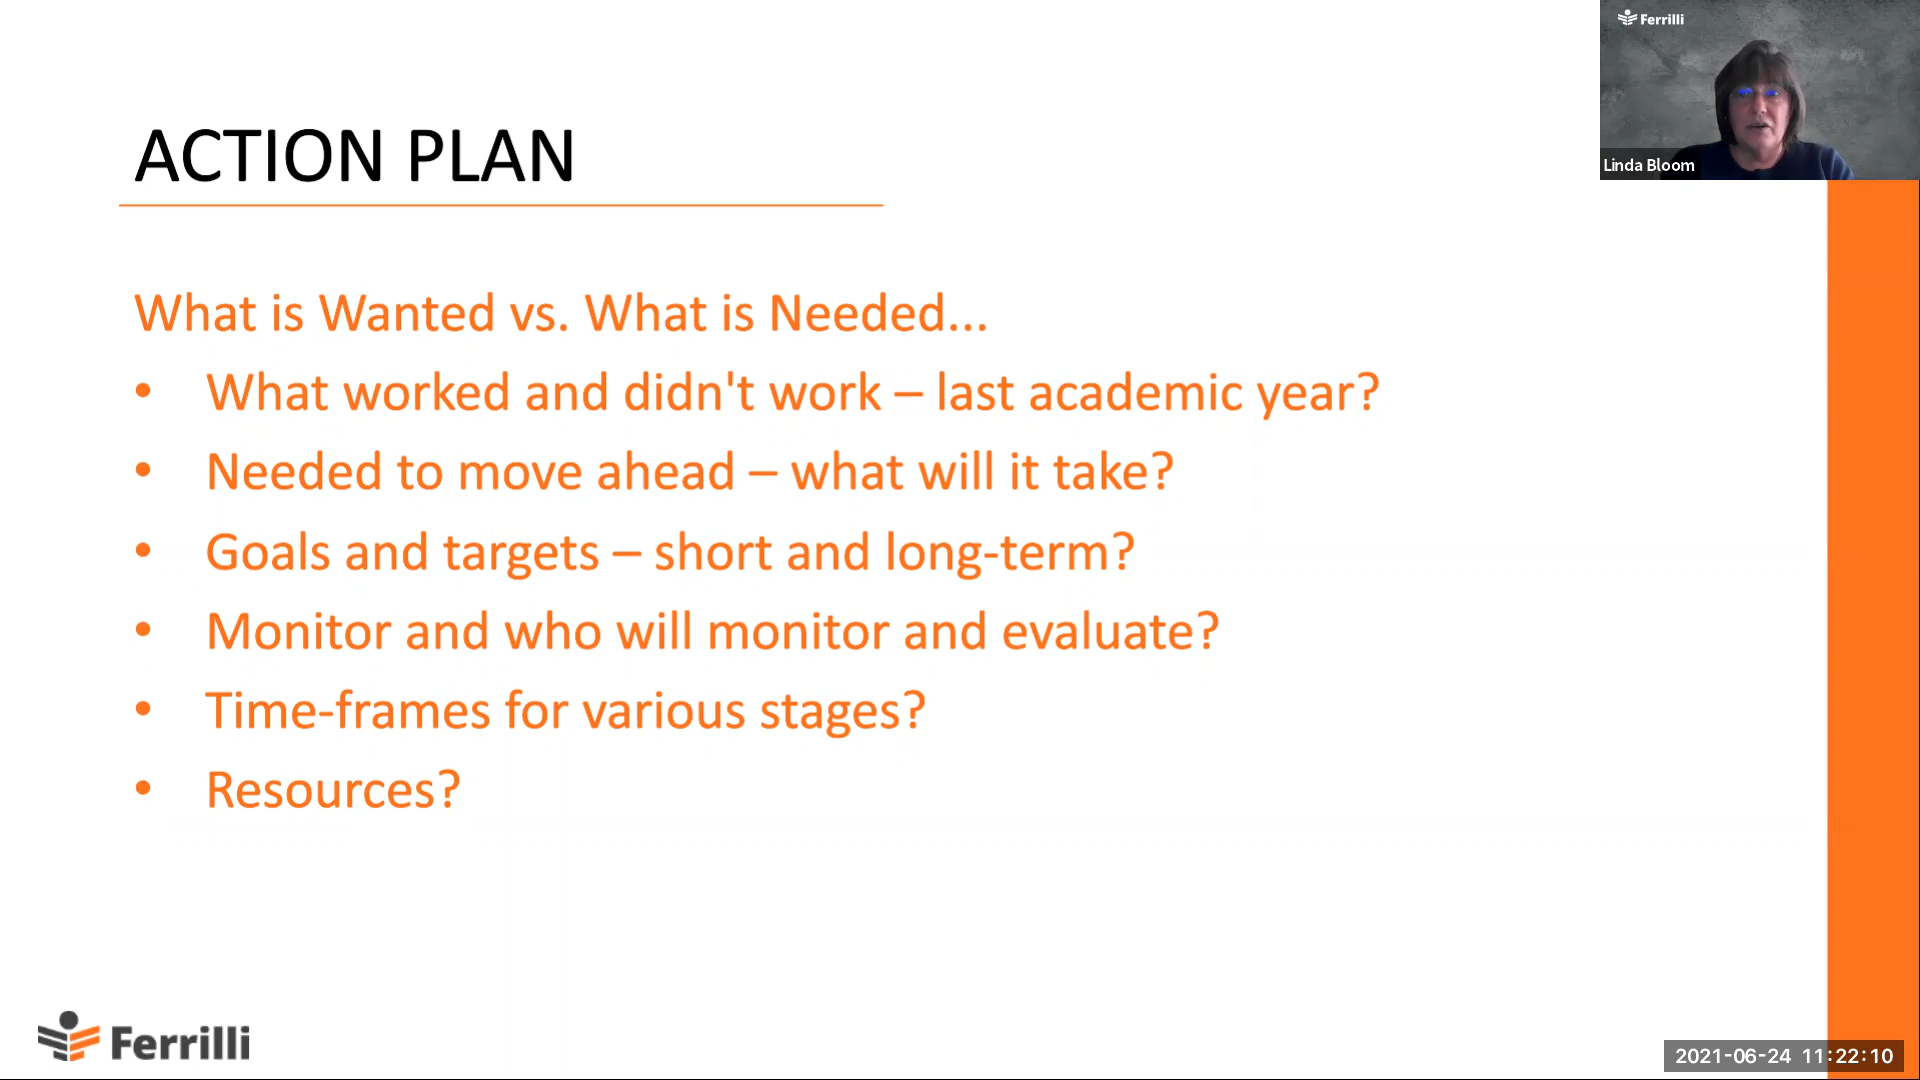 Ferrilli
Linda Bloom
ACTION PLAN
What is Wanted vs. What is Needed...
• What worked and didn't work – last academic year?
• Needed to move ahead – what will it take?
• Goals and targets – short and long-term?
• Monitor and who will monitor and evaluate?
• Time-frames for various stages?
• Resources?
Ferrilli
2021-06-24 11:22:10